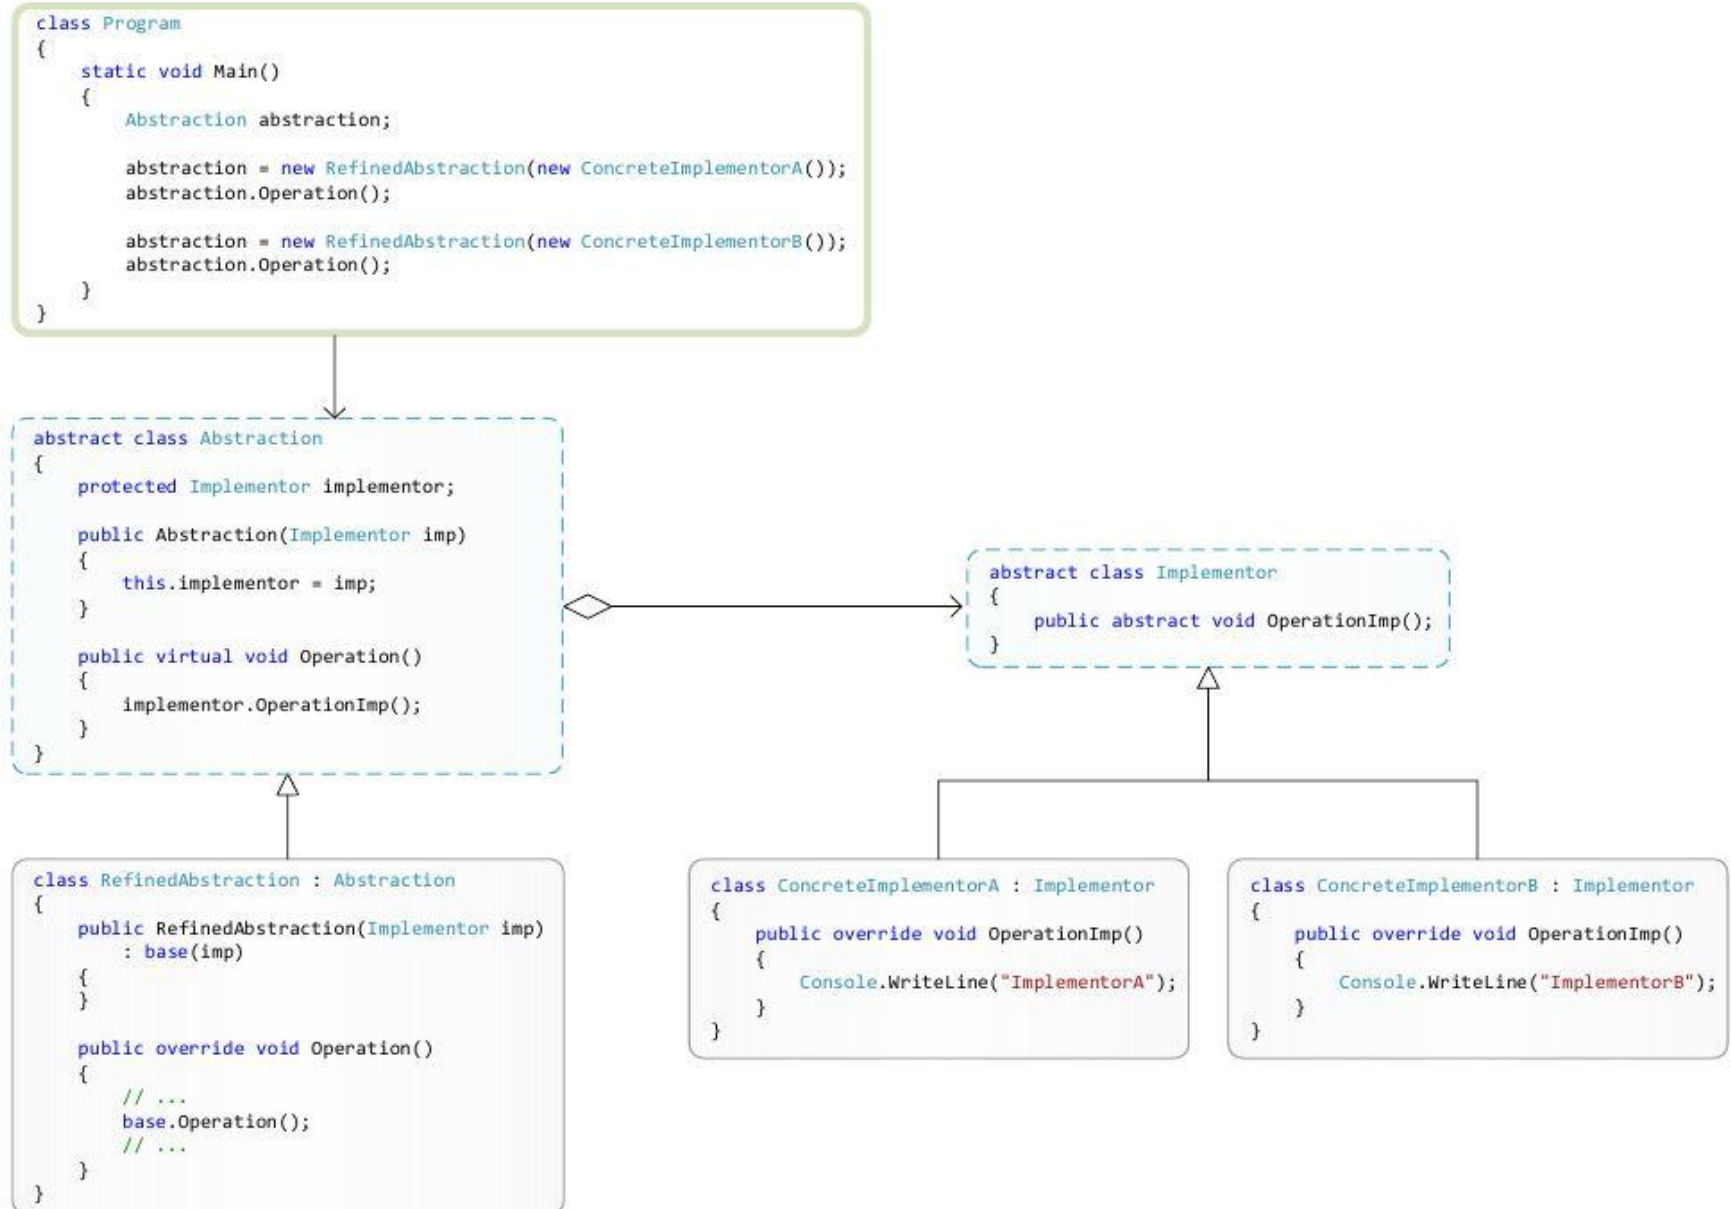 class Program
{
    static void Main()
    {
        Abstraction abstraction;
        abstraction = new RefinedAbstraction(new ConcreteImplementorA());
        abstraction.Operation();
        abstraction = new RefinedAbstraction(new ConcreteImplementorB());
        abstraction.Operation();
    }
}
abstract class Abstraction
{
    protected Implementor implementor;
    public Abstraction(Implementor imp)
    {
        this.implementor = imp;
    }
    public virtual void Operation()
    {
        implementor.OperationImp();
    }
}
abstract class Implementor
{
    public abstract void OperationImp();
}
class RefinedAbstraction : Abstraction
{
    public RefinedAbstraction(Implementor imp)
        : base(imp)
    {
    }
    public override void Operation()
    {
        // ...
        base.Operation();
        // ...
    }
}
class ConcreteImplementorA : Implementor
{
    public override void OperationImp()
    {
        Console.WriteLine("ImplementorA");
    }
}
class ConcreteImplementorB : Implementor
{
    public override void OperationImp()
    {
        Console.WriteLine("ImplementorB");
    }
}